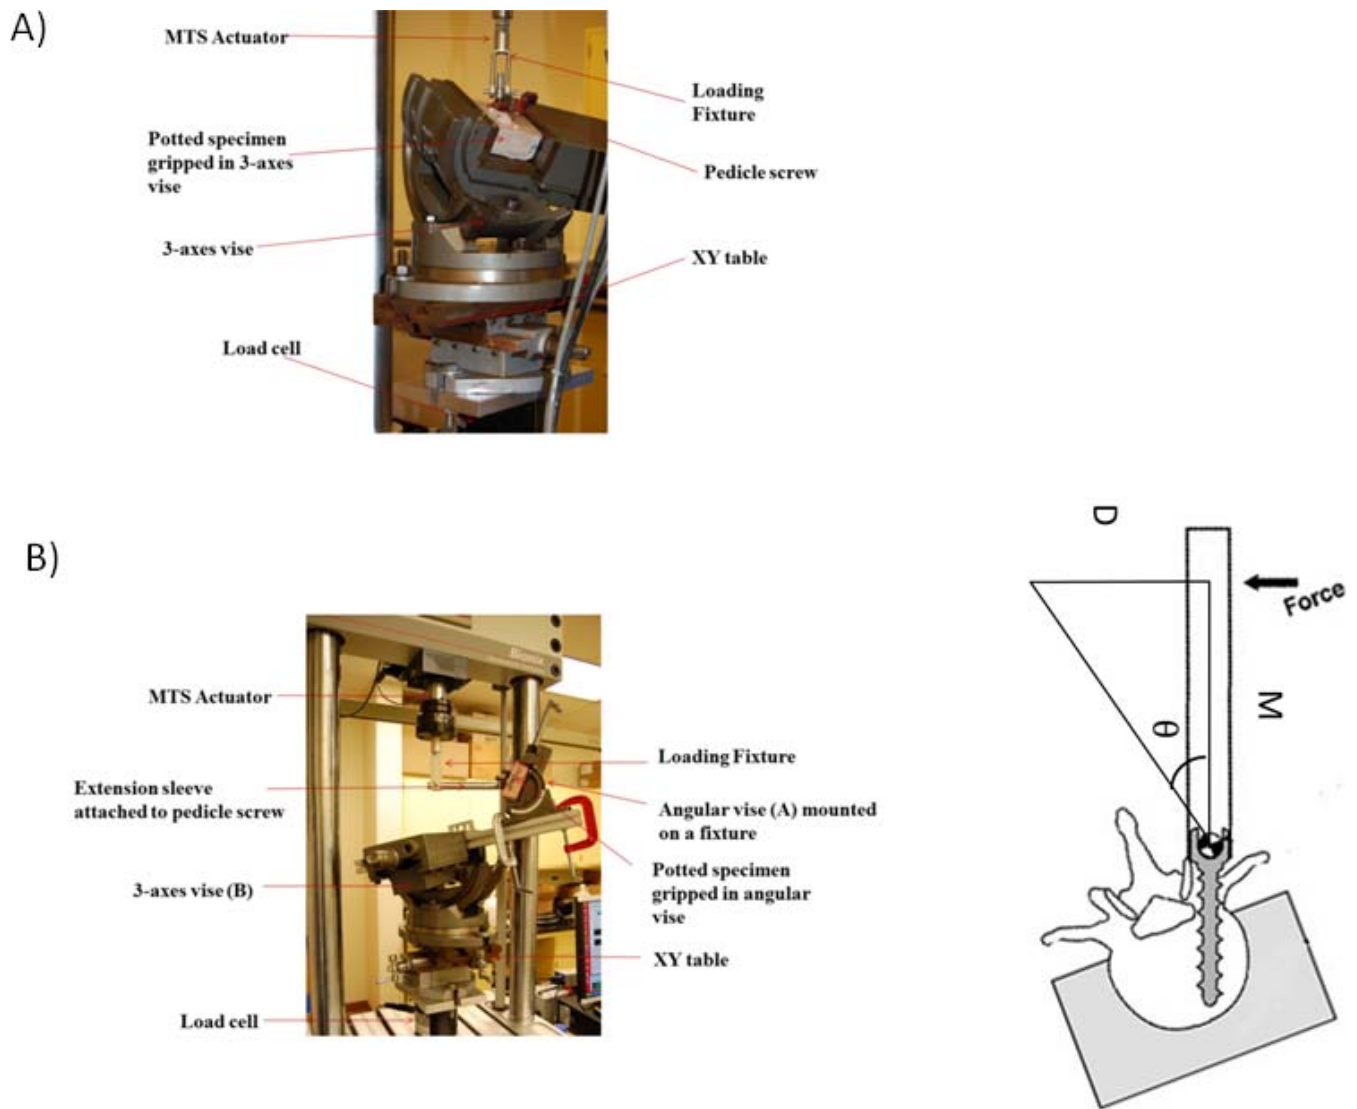 A)
MTS Actuator
Loading
Fixture
Potted specimen
gripped in 3-axes
vise
Pedicle screw
3-axes vise
XY table
Load cell
B)
Bionix
MTS Actuator
Loading Fixture
Extension sleeve
attached to pedicle screw
Angular vise (A) mounted
on a fixture
3-axes vise (B)
Potted specimen
gripped in angular
vise
XY table
Load cell
D
Force
M
θ